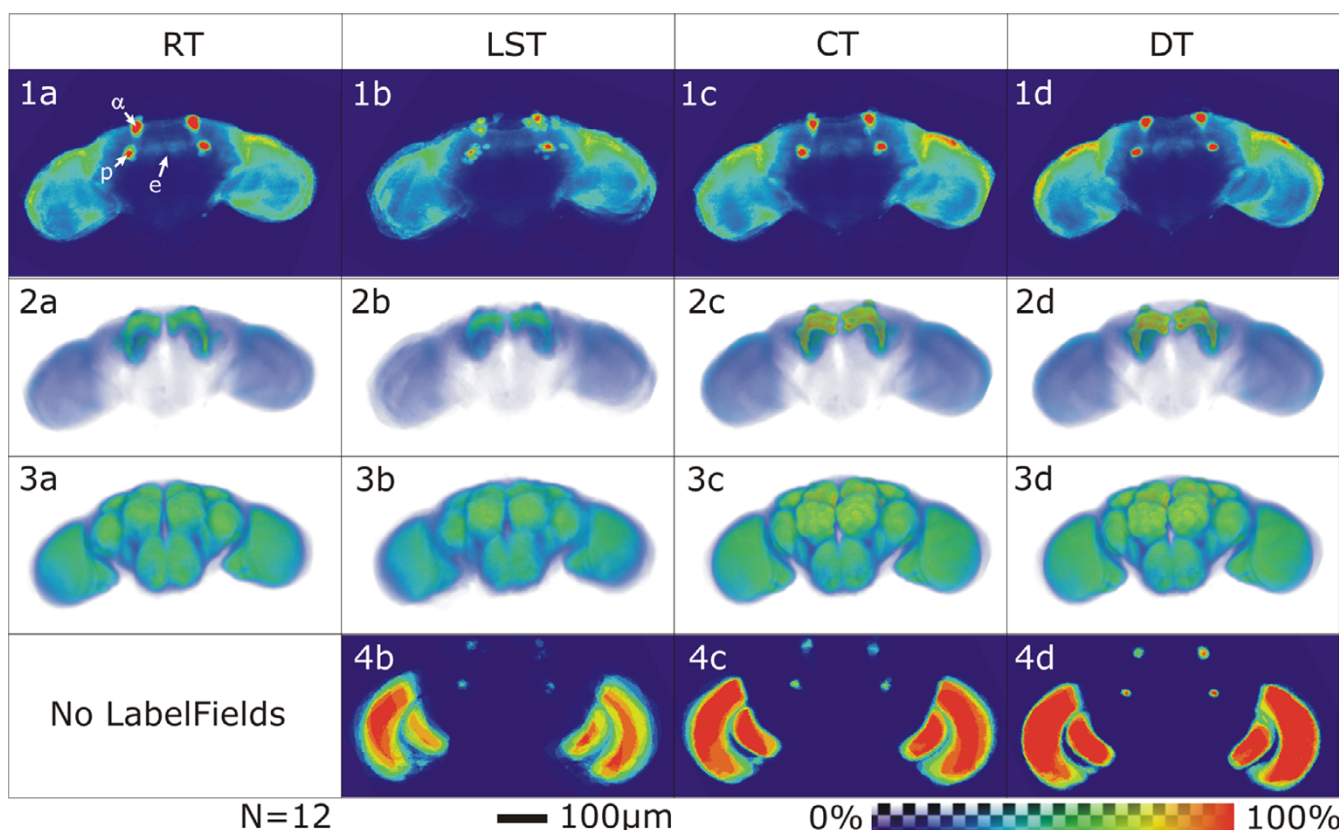 RT LST CT DT
1a 1b 1c 1d
α
p
e
2a 2b 2c 2d
3a 3b 3c 3d
4b 4c 4d
No LabelFields
N=12 100µm 0% 100%